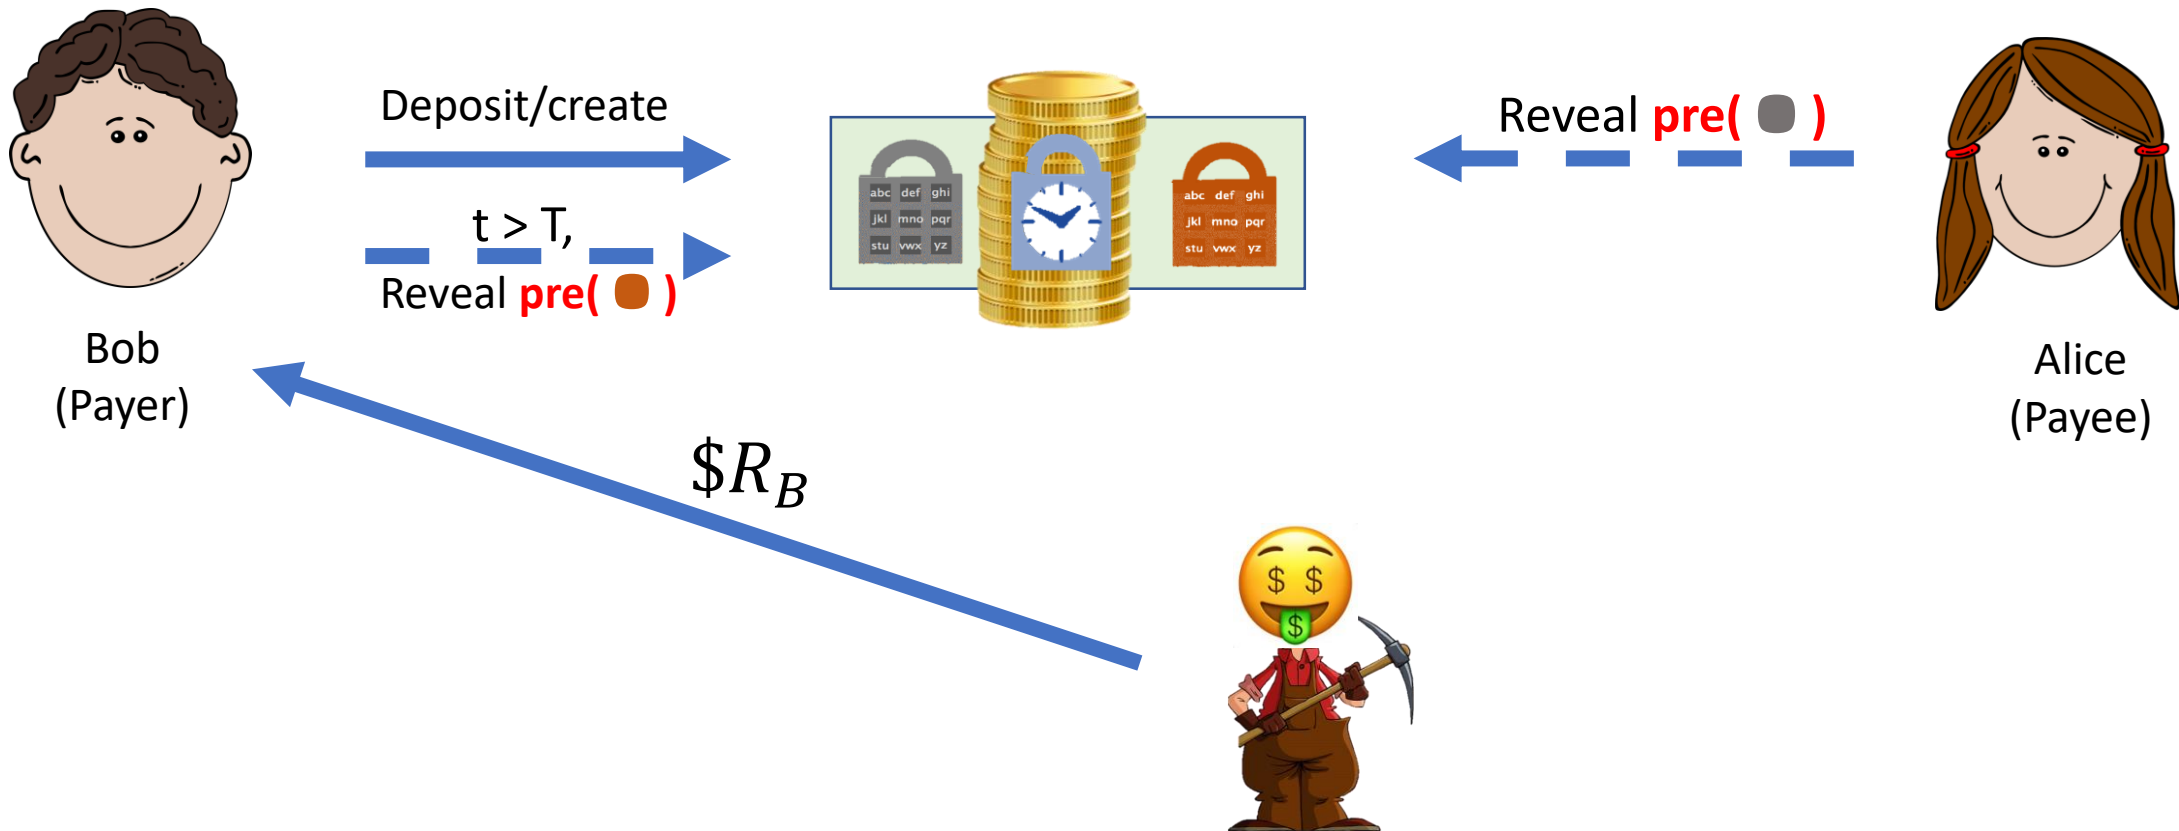 Deposit/create
t > T,
Reveal pre( )
Bob
(Payer)
abc def ghi
jkl mno pqr
stu vwx yz
abc def ghi
jkl mno pqr
stu vwx yz
Reveal pre( )
Alice
(Payee)
$R_B
$ $
$